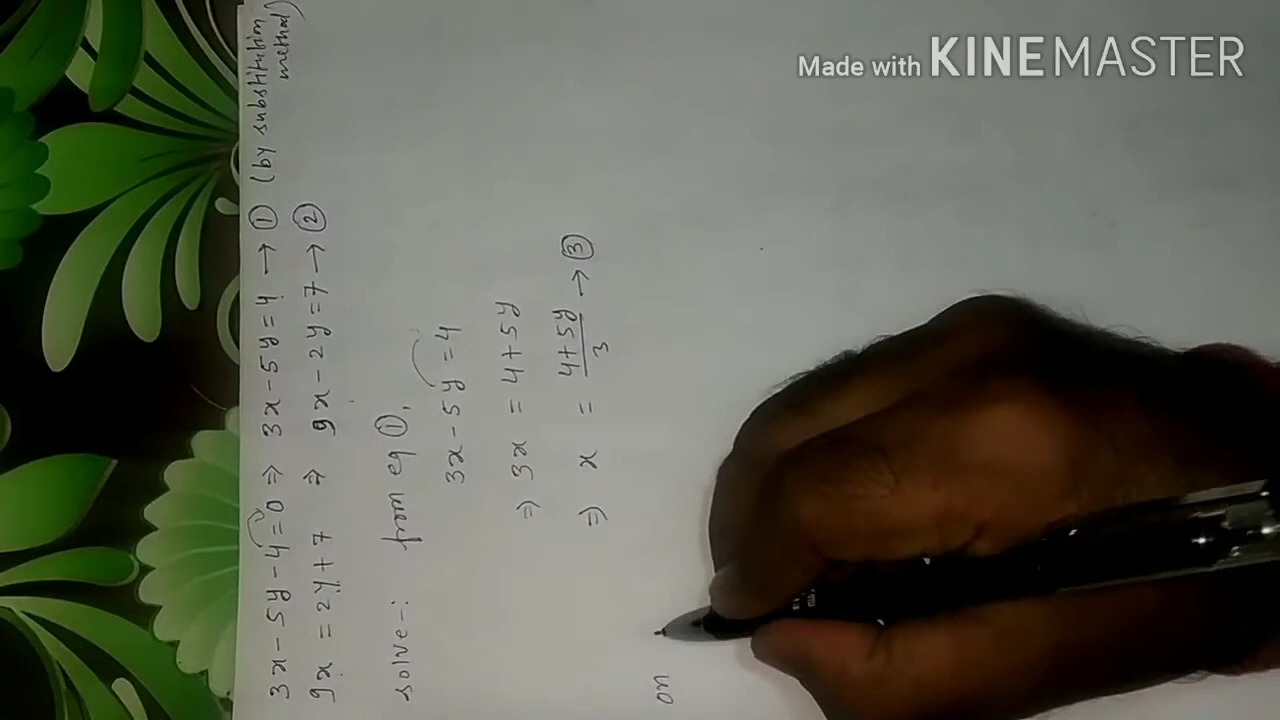 Made with KINEMASTER
3x - 5y - 4 = 0 ⇒ 3x - 5y = 4 → ① (by substitution method)
9x = 2y + 7 ⇒ 9x - 2y = 7 → ②
solve-: from eq ①,
3x - 5y = 4
⇒ 3x = 4 + 5y
⇒ x = 4+5y/3 → ③
on